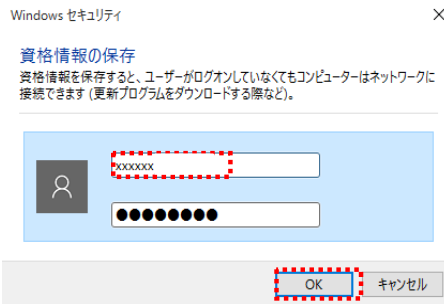 Windows セキュリティ
資格情報の保存
資格情報を保存すると、ユーザーがログオンしていなくてもコンピューターはネットワークに
接続できます (更新プログラムをダウンロードする際など)。
xxxxxx
●●●●●●●●
OK キャンセル